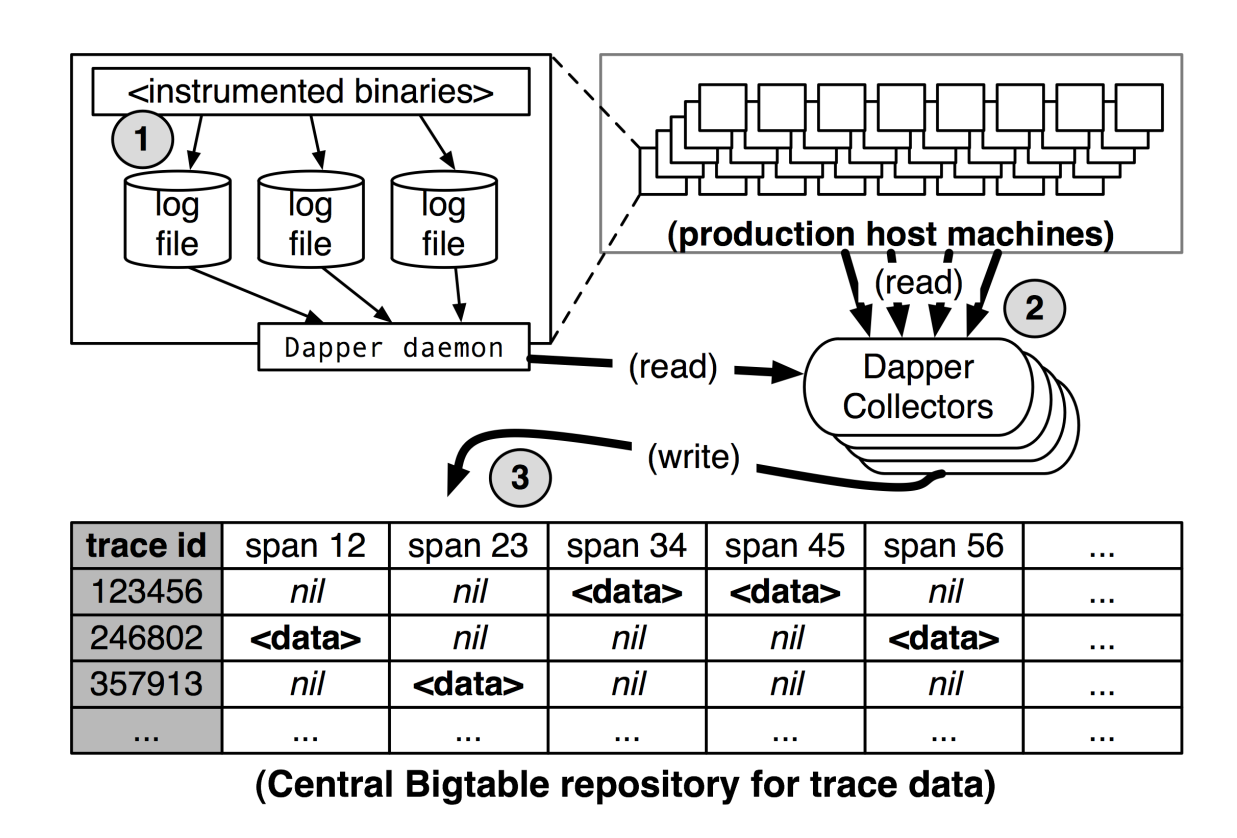 <instrumented binaries>
1
log
file
log
file
log
file
Dapper daemon
(production host machines)
(read)
2
(read)
Dapper
Collectors
(write)
3
trace id span 12 span 23 span 34 span 45 span 56 ...
123456 nil nil <data> <data> nil ...
246802 <data> nil nil nil <data> ...
357913 nil <data> nil nil nil ...
... ... ... ... ... ... ...
(Central Bigtable repository for trace data)